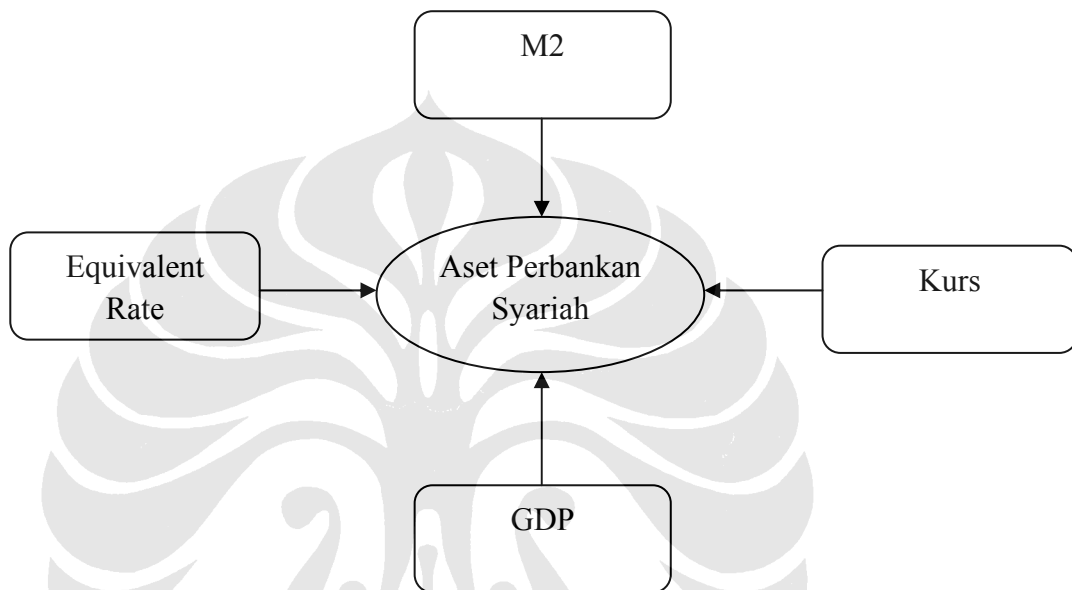 M2
Equivalent
Rate
Aset Perbankan
Syariah
Kurs
GDP